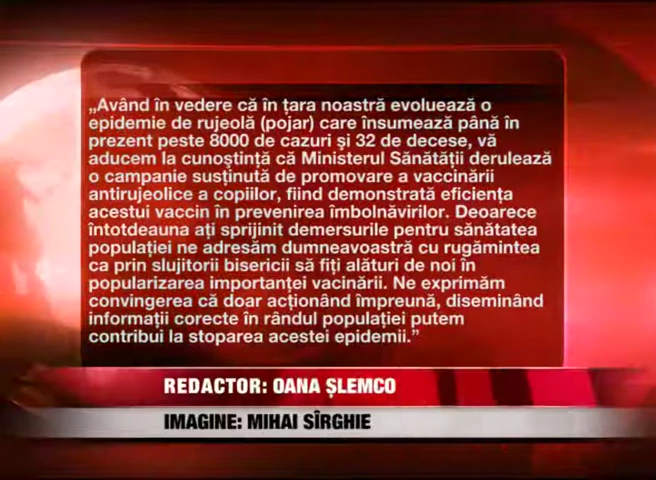 „Având în vedere că în țara noastră evoluează o
epidemie de rujeolă (pojar) care însumează până în
prezent peste 8000 de cazuri și 32 de decese, vă
aducem la cunoștință că Ministerul Sănătății derulează
o campanie susținută de promovare a vaccinării
antirujeolice a copiilor, fiind demonstrată eficiența
acestui vaccin în prevenirea îmbolnăvirilor. Deoarece
întotdeauna ați sprijinit demersurile pentru sănătatea
populației ne adresăm dumneavoastră cu rugămintea
ca prin slujitorii bisericii să fiți alături de noi în
popularizarea importanței vacinării. Ne exprimăm
convingerea că doar acționând împreună, diseminând
informații corecte în rândul populației putem
contribui la stoparea acestei epidemii.”
REDACTOR: OANA ȘLEMCO
IMAGINE: MIHAI SÎRGHIE